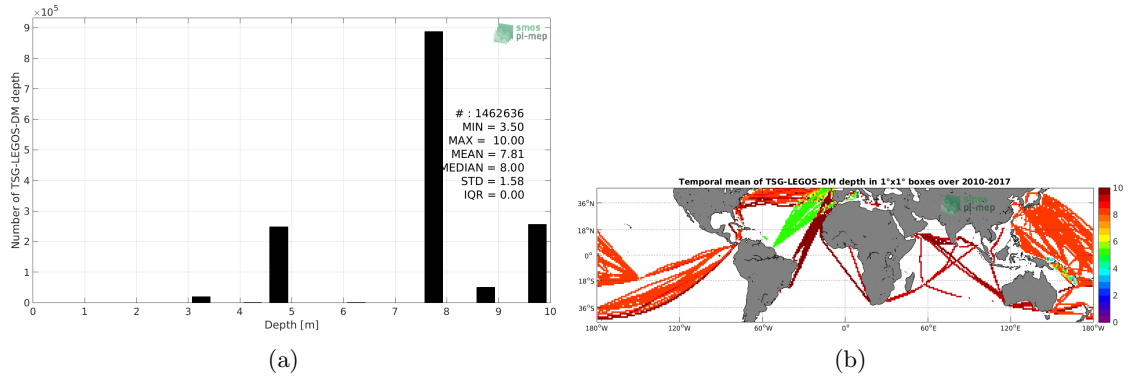 ×10^5
9
8
7
6
5
4
3
2
1
0
Number of TSG-LEGOS-DM depth
smos
pi-mep
# : 1462636
MIN = 3.50
MAX = 10.00
MEAN = 7.81
MEDIAN = 8.00
STD = 1.58
IQR = 0.00
0 1 2 3 4 5 6 7 8 9 10
Depth [m]
(a)
Temporal mean of TSG-LEGOS-DM depth in 1°x1° boxes over 2010-2017
smos
pi-mep
36°N
18°N
0°
18°S
36°S
180°W 120°W 60°W 0° 60°E 120°E 180°W
10
8
6
4
2
0
(b)